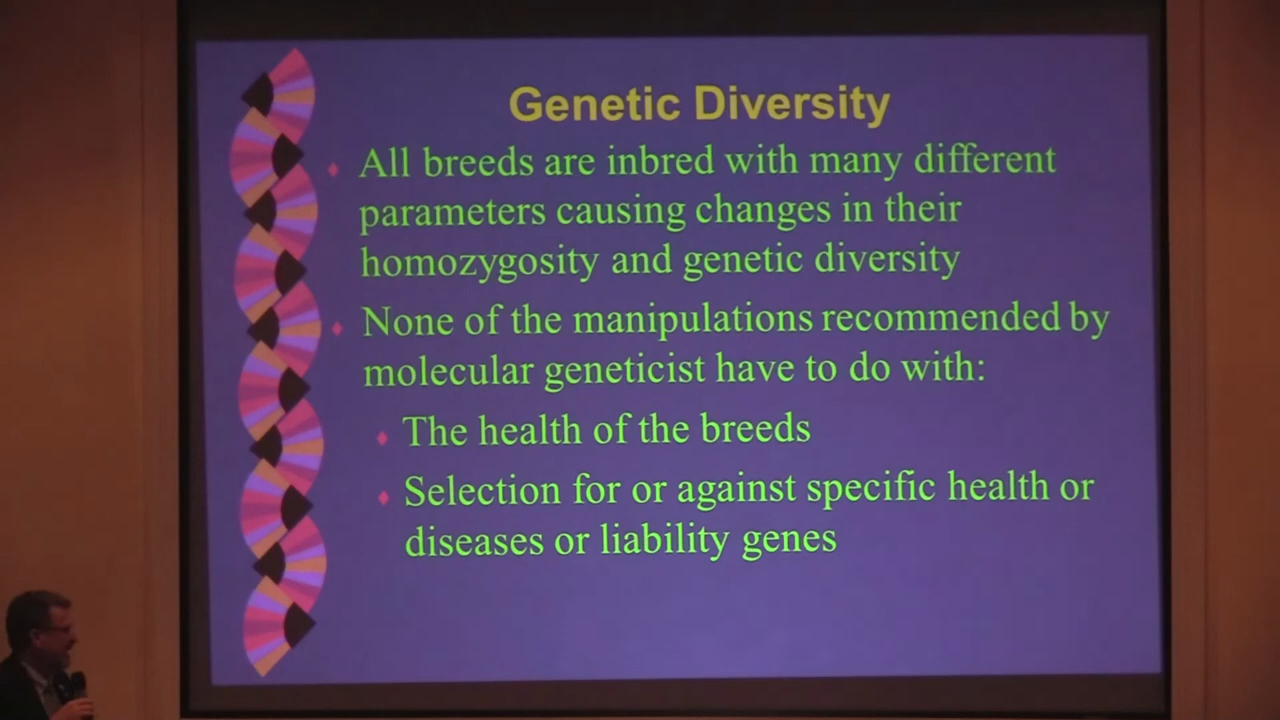 Genetic Diversity
All breeds are inbred with many different
parameters causing changes in their
homozygosity and genetic diversity
None of the manipulations recommended by
molecular geneticist have to do with:
The health of the breeds
Selection for or against specific health or
diseases or liability genes